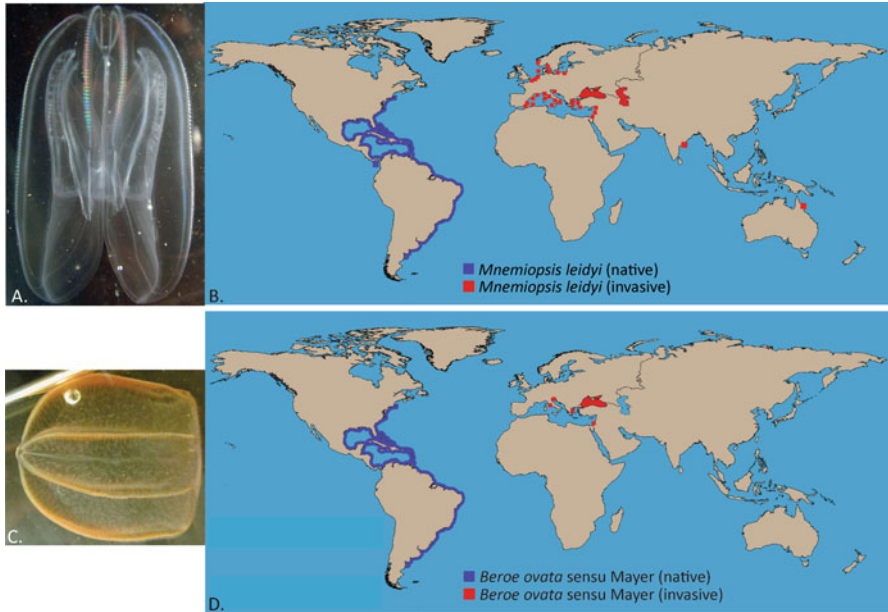 A.
B.
Mnemiopsis leidyi (native)
Mnemiopsis leidyi (invasive)
C.
D.
Beroe ovata sensu Mayer (native)
Beroe ovata sensu Mayer (invasive)